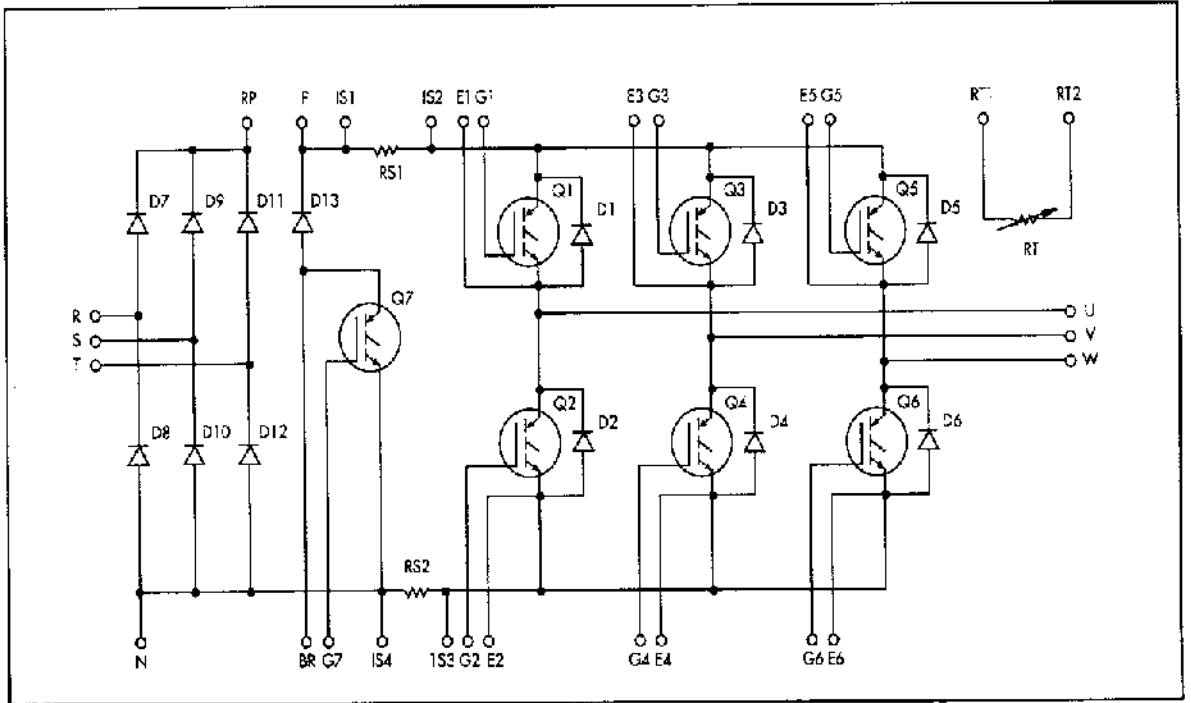 RP IS1 IS2 E1 G1 E3 G3 E5 G5 RT2
RS1
D7 D9 D11 D13 Q1 D1 Q3 D3 Q5 D5
RT
Q7
R U
S V
W
D8 D10 D12 Q2 D2 Q4 D4 Q6 D6
RS2
N BR G7 IS4 1S3 G2 E2 G4 E4 G6 E6